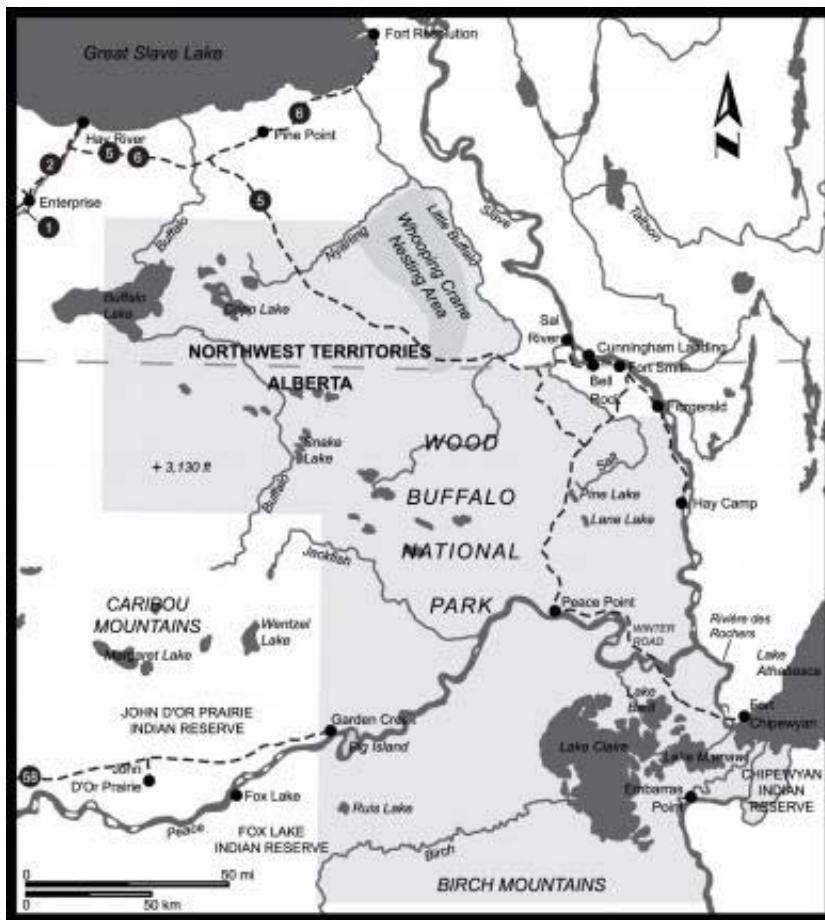 Fort Resolution
Great Slave Lake
6
Hay River
Pine Point
2
5
6
N
Enterprise
5
1
Buffalo
Nyarling
Little Buffalo
Slave
Taltson
Whooping Crane
Nesting Area
Buffalo
Lake
Lake
Sal
River
Cunningham Landing
NORTHWEST TERRITORIES
Fort Smith
ALBERTA
Bell
Rock
Fitzgerald
Snake
Lake
WOOD
+ 3,130 ft
Buffalo
Salt
BUFFALO
Pine Lake
Hay Camp
Lane Lake
Jackfish
NATIONAL
CARIBOU
MOUNTAINS
PARK
Peace Point
Wentzel
Lake
Rivière des
Rochers
WINTER
ROAD
Margaret Lake
Lake
Athabasca
Lake
JOHN D'OR PRAIRIE
INDIAN RESERVE
Garden Creek
Fort
Chipewyan
Pig Island
Lake Claire
Lake Mamawi
58
John
D'Or Prairie
CHIPEWYAN
INDIAN
RESERVE
Embarras
Point
Fox Lake
Ruis Lake
Peace
FOX LAKE
INDIAN RESERVE
Birch
0 50 mi
BIRCH MOUNTAINS
0 50 km